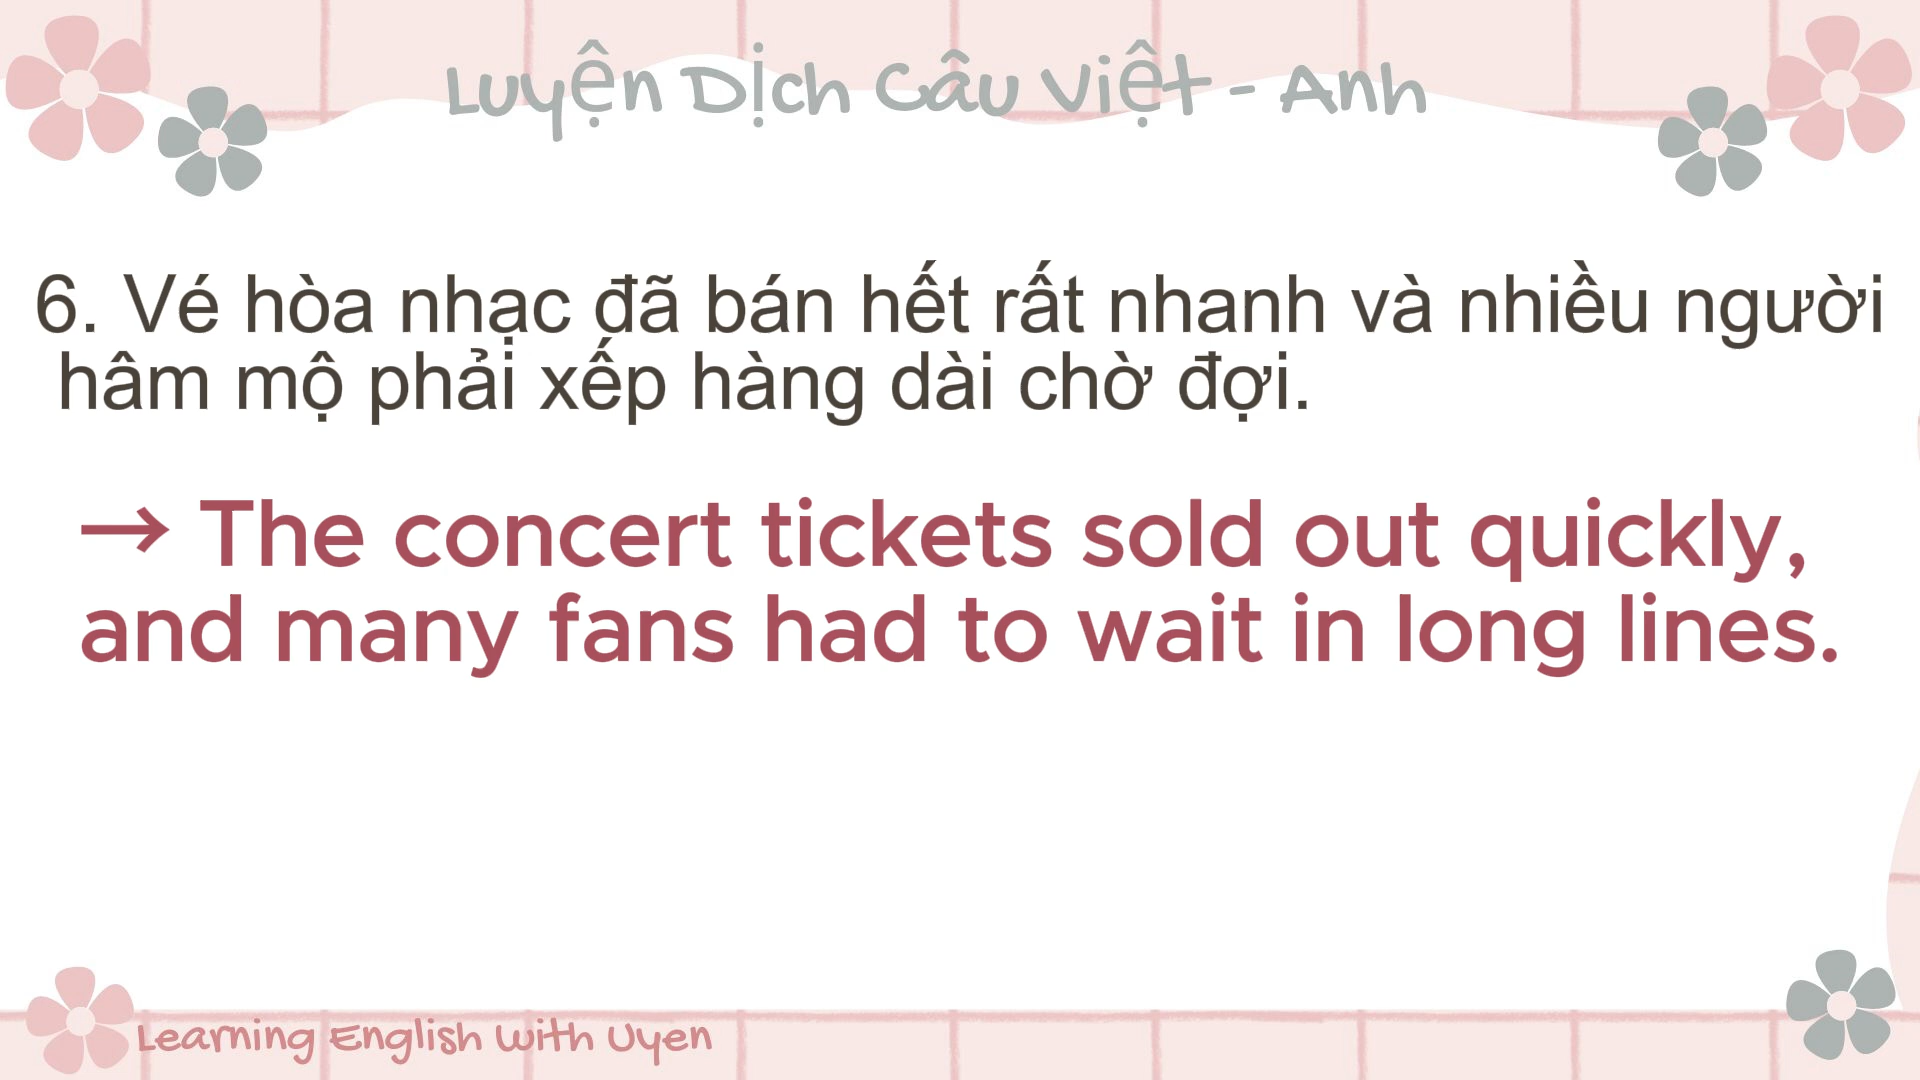 Luyện Dịch Câu Việt - Anh
6. Vé hòa nhạc đã bán hết rất nhanh và nhiều người
hâm mộ phải xếp hàng dài chờ đợi.
→ The concert tickets sold out quickly,
and many fans had to wait in long lines.
Learning English With Uyen